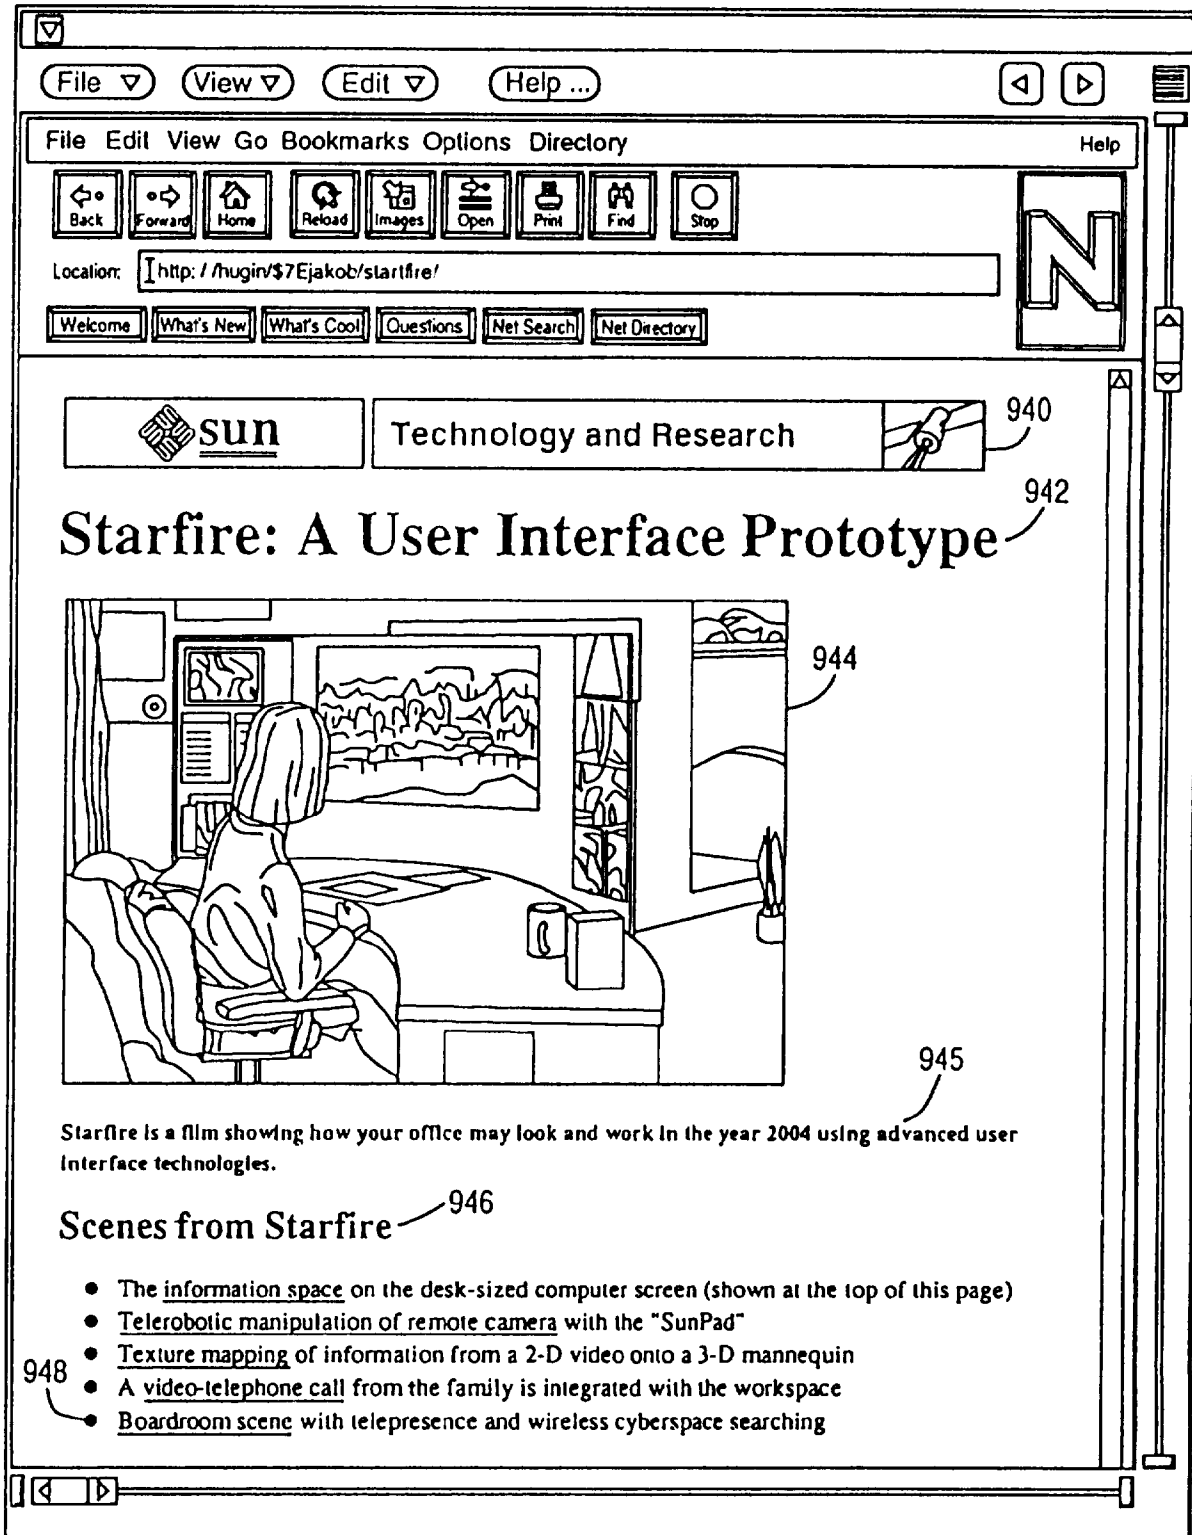 File View Edit Help ...
File Edit View Go Bookmarks Options Directory Help
Back Forward Home Reload Images Open Print Find Stop
N
Location: http: / /hugin/$7Ejakob/startfire/
Welcome What's New What's Cool Questions Net Search Net Directory
sun Technology and Research 940
942
Starfire: A User Interface Prototype
944
945
Starfire is a film showing how your office may look and work in the year 2004 using advanced user
interface technologies.
946
Scenes from Starfire
● The information space on the desk-sized computer screen (shown at the top of this page)
● Telerobotic manipulation of remote camera with the "SunPad"
● Texture mapping of information from a 2-D video onto a 3-D mannequin
948
● A video-telephone call from the family is integrated with the workspace
● Boardroom scene with telepresence and wireless cyberspace searching